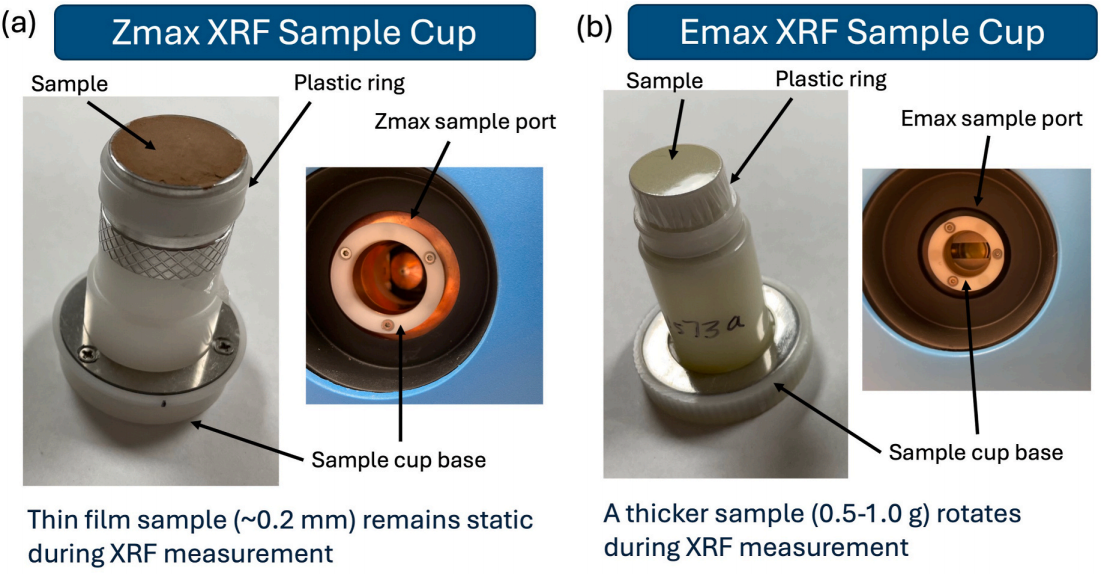 (a)
Zmax XRF Sample Cup
Sample
Plastic ring
Zmax sample port
Sample cup base
Thin film sample (~0.2 mm) remains static
during XRF measurement
(b)
Emax XRF Sample Cup
Sample
Plastic ring
Emax sample port
573a
Sample cup base
A thicker sample (0.5-1.0 g) rotates
during XRF measurement